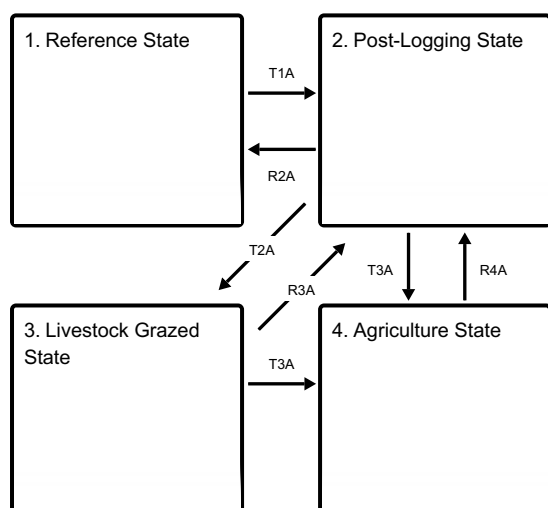 1. Reference State
2. Post-Logging State
T1A
R2A
T2A
R3A
T3A
R4A
3. Livestock Grazed
State
4. Agriculture State
T3A